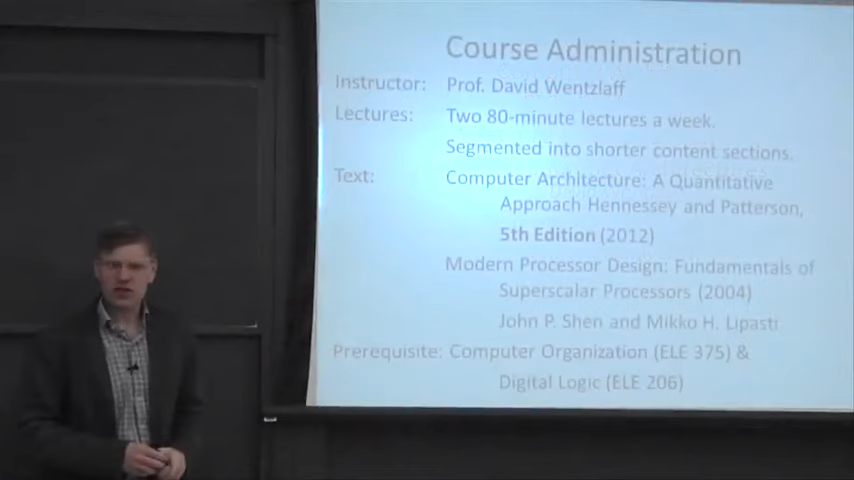 Course Administration
Instructor: Prof. David Wentzlaff
Lectures: Two 80-minute lectures a week.
Segmented into shorter content sections.
Text: Computer Architecture: A Quantitative
Approach Hennessey and Patterson,
5th Edition (2012)
Modern Processor Design: Fundamentals of
Superscalar Processors (2004)
John P. Shen and Mikko H. Lipasti
Prerequisite: Computer Organization (ELE 375) &
Digital Logic (ELE 206)